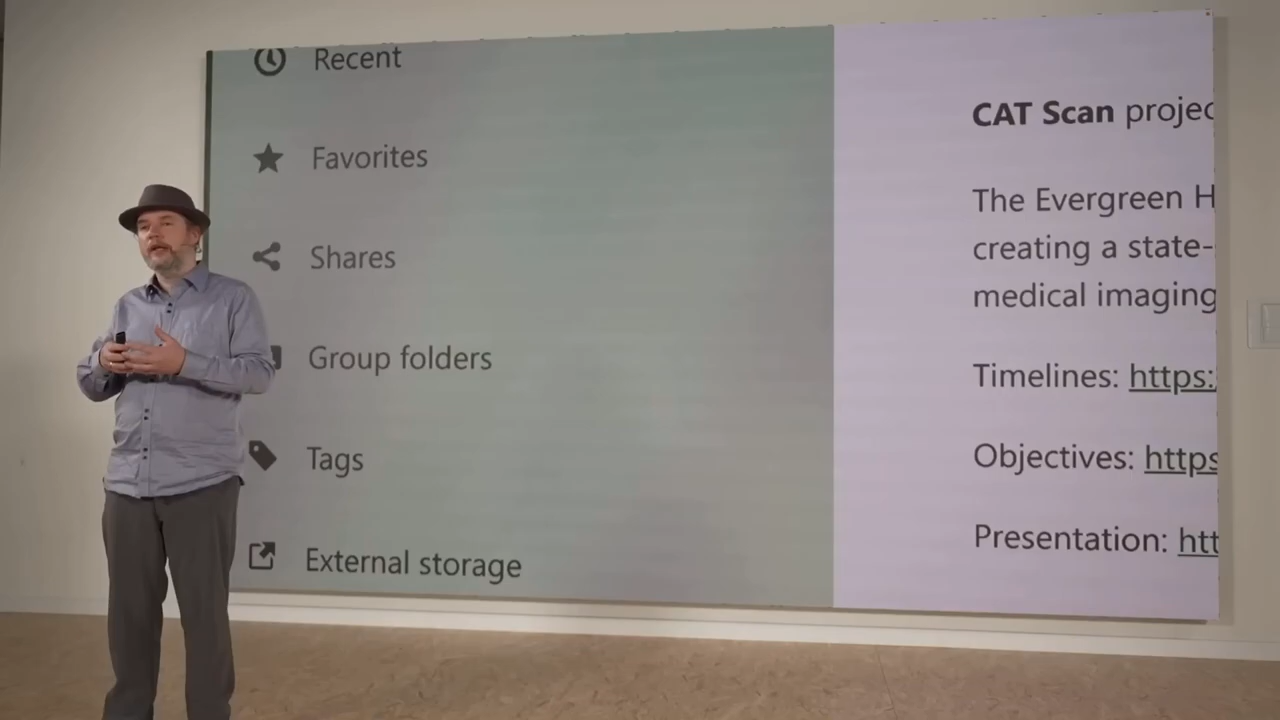 Recent
Favorites
Shares
Group folders
Tags
External storage
CAT Scan projec
The Evergreen H
creating a state-
medical imaging
Timelines: https:
Objectives: https
Presentation: htt